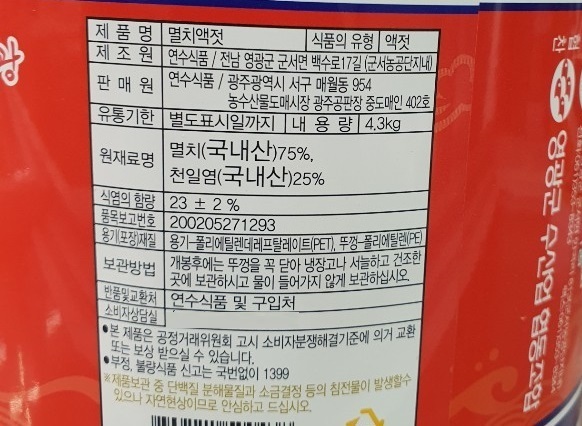 제 품 명 멸치액젓 식품의 유형 액젓
제 조 원 연수식품 / 전남 영광군 군서면 백수로17길 (군서농공단지내)
판 매 원 연수식품 / 광주광역시 서구 매월동 954
농수산물도매시장 광주공판장 중도매인 402호
유통기한 별도표시일까지 내 용 량 4.3kg
원재료명 멸치(국내산)75%,
천일염(국내산)25%
식염의 함량 23 ± 2 %
품목보고번호 200205271293
용기(포장)재질 용기-폴리에틸렌데레프탈레이트(PET), 뚜껑-폴리에틸렌(PE)
보관방법 개봉후에는 뚜껑을 꼭 닫아 냉장고나 서늘하고 건조한
곳에 보관하시고 물이 들어가지 않게 보관하십시오.
반품및교환처 연수식품 및 구입처
소비자상담실
●본 제품은 공정거래위원회 고시 소비자분쟁해결기준에 의거 교환
또는 보상 받으실 수 있습니다.
●부정, 불량식품 신고는 국번없이 1399
※제품보관 중 단백질 분해물질과 소금결정 등의 침전물이 발생할수
있으나 자연현상이므로 안심하고 드십시오.
영광군 수산업 협동조합